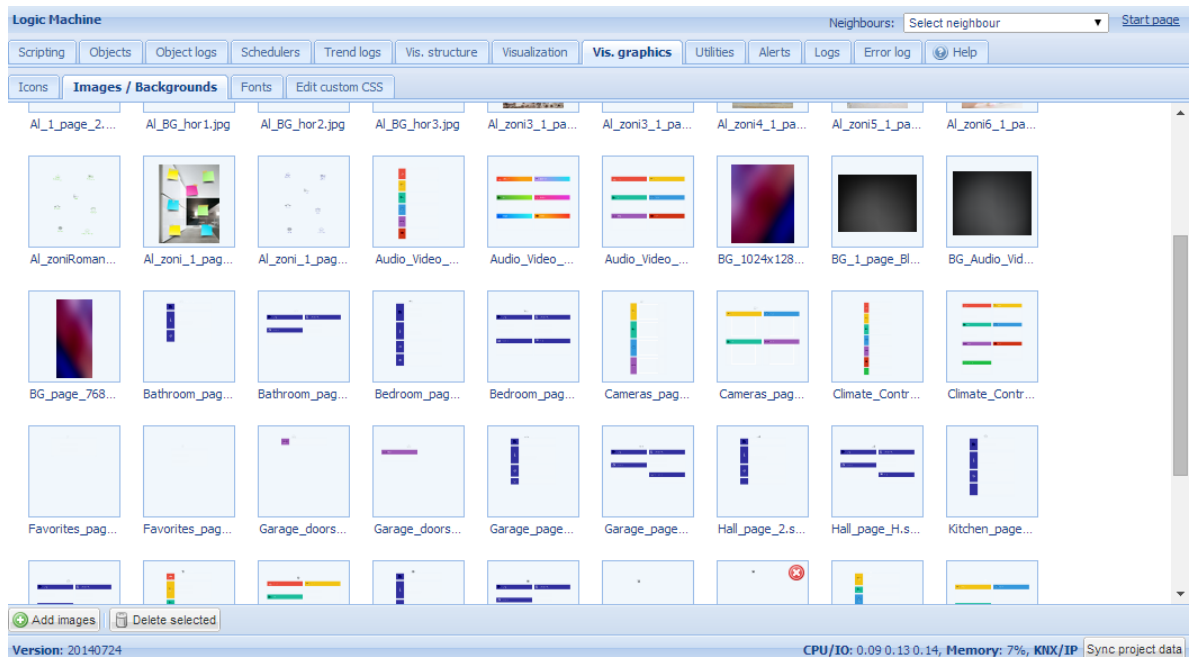 Logic Machine
Neighbours: Select neighbour Start page
Scripting Objects Object logs Schedulers Trend logs Vis. structure Visualization Vis. graphics Utilities Alerts Logs Error log Help
Icons Images / Backgrounds Fonts Edit custom CSS
Al_1_page_2.... Al_BG_hor1.jpg Al_BG_hor2.jpg Al_BG_hor3.jpg Al_zoni3_1_pa... Al_zoni3_1_pa... Al_zoni4_1_pa... Al_zoni5_1_pa... Al_zoni6_1_pa...
Al_zoniRoman... Al_zoni_1_pag... Al_zoni_1_pag... Audio_Video_... Audio_Video_... Audio_Video_... BG_1024x128... BG_1_page_Bl... BG_Audio_Vid...
BG_page_768... Bathroom_pag... Bathroom_pag... Bedroom_pag... Bedroom_pag... Cameras_pag... Cameras_pag... Climate_Contr... Climate_Contr...
Favorites_pag... Favorites_pag... Garage_doors... Garage_doors... Garage_page... Garage_page... Hall_page_2.s... Hall_page_H.s... Kitchen_page...
Add images Delete selected
Version: 20140724 CPU/IO: 0.09 0.13 0.14, Memory: 7%, KNX/IP Sync project data